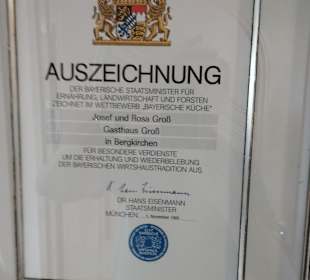 AUSZEICHNUNG
DER BAYERISCHE STAATSMINISTER FÜR
ERNÄHRUNG, LANDWIRTSCHAFT UND FORSTEN
ZEICHNET IM WETTBEWERB „BAYERISCHE KÜCHE“
Josef und Rosa Groß
Gasthaus Groß
in Bergkirchen
FÜR BESONDERE VERDIENSTE
UM DIE ERHALTUNG UND WIEDERBELEBUNG
DER BAYERISCHEN WIRTSHAUSTRADITION AUS
DR. HANS EISENMANN
STAATSMINISTER
MÜNCHEN, 1. November